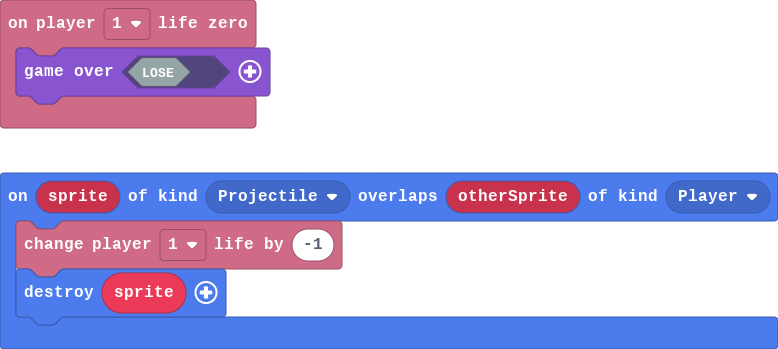 on player 1 life zero
game over LOSE
on sprite of kind Projectile overlaps otherSprite of kind Player
change player 1 life by -1
destroy sprite